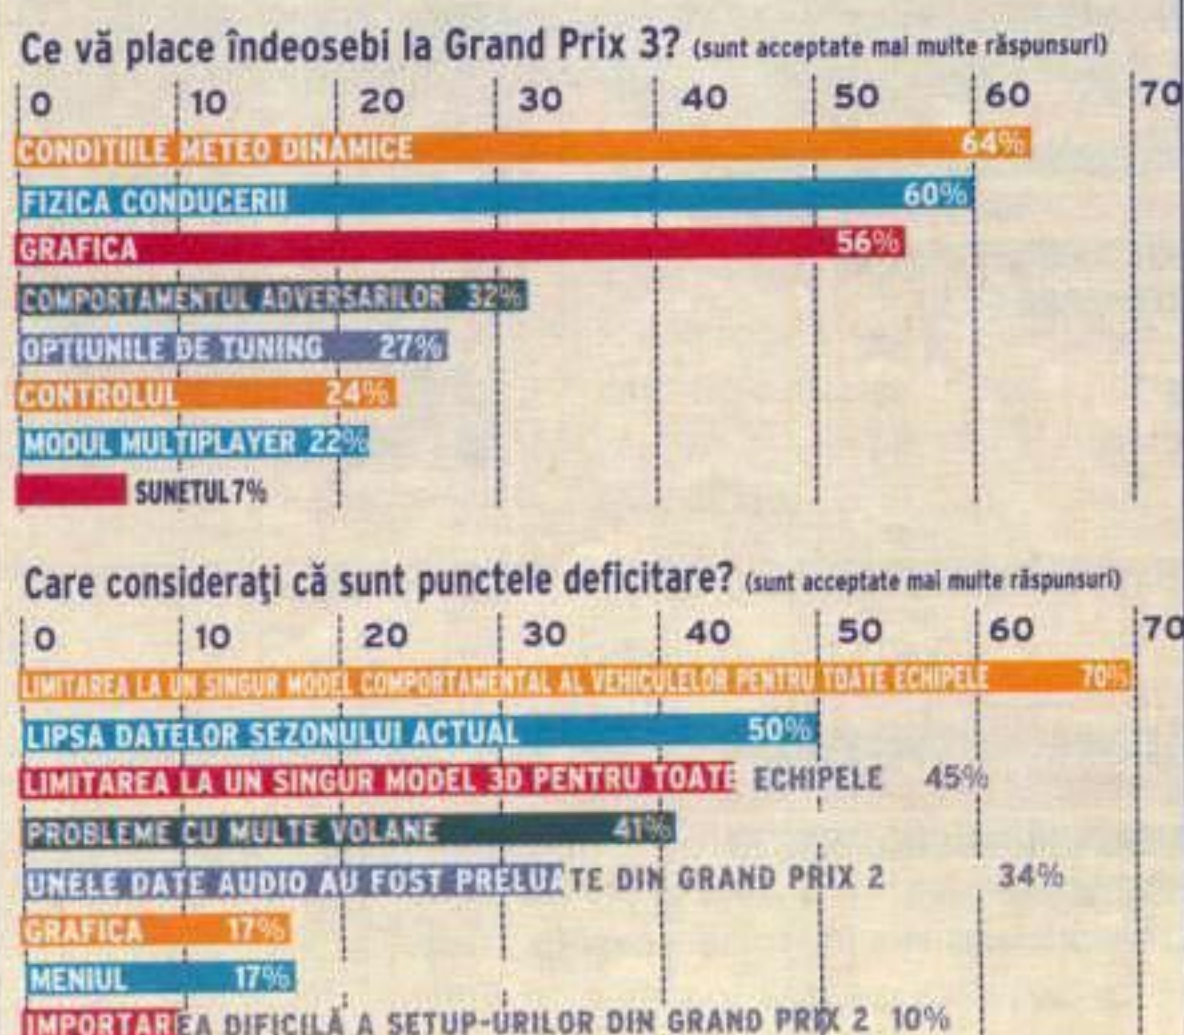 Ce vă place îndeosebi la Grand Prix 3? (sunt acceptate mai multe răspunsuri)
0 10 20 30 40 50 60 70
CONDITIILE METEO DINAMICE 64%
FIZICA CONDUCERII 60%
GRAFICA 56%
COMPORTAMENTUL ADVERSARILOR 32%
OPTIUNILE DE TUNING 27%
CONTROLUL 24%
MODUL MULTIPLAYER 22%
SUNETUL 7%
Care considerați că sunt punctele deficitare? (sunt acceptate mai multe răspunsuri)
0 10 20 30 40 50 60 70
LIMITAREA LA UN SINGUR MODEL COMPORTAMENTAL AL VEHICULELOR PENTRU TOATE ECHIPELE 70%
LIPSA DATELOR SEZONULUI ACTUAL 50%
LIMITAREA LA UN SINGUR MODEL 3D PENTRU TOATE ECHIPELE 45%
PROBLEME CU MULTE VOLANE 41%
UNELE DATE AUDIO AU FOST PRELUATE DIN GRAND PRIX 2 34%
GRAFICA 17%
MENIUL 17%
IMPORTAREA DIFICILĂ A SETUP-URILOR DIN GRAND PRIX 2 10%